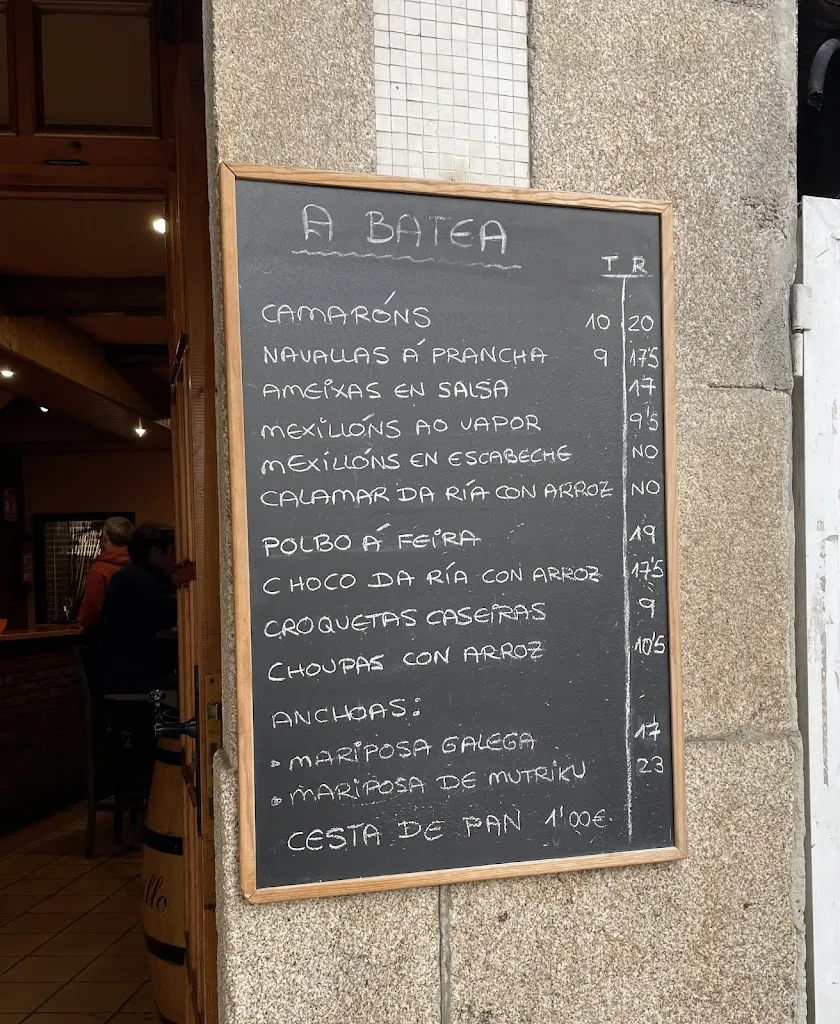 A BATEA
T R
CAMARÓNS 10 20
NAVALLAS Á PRANCHA 9 17'5
AMEIXAS EN SALSA 17
MEXILLÓNS AO VAPOR 9'5
MEXILLÓNS EN ESCABECHE NO
CALAMAR DA RÍA CON ARROZ NO
POLBO Á FEIRA 19
CHOCO DA RÍA CON ARROZ 17'5
CROQUETAS CASEIRAS 9
CHOUPAS CON ARROZ 10'5
ANCHOAS:
• MARIPOSA GALEGA 17
• MARIPOSA DE MUTRIKU 23
CESTA DE PAN 1'00€
llo